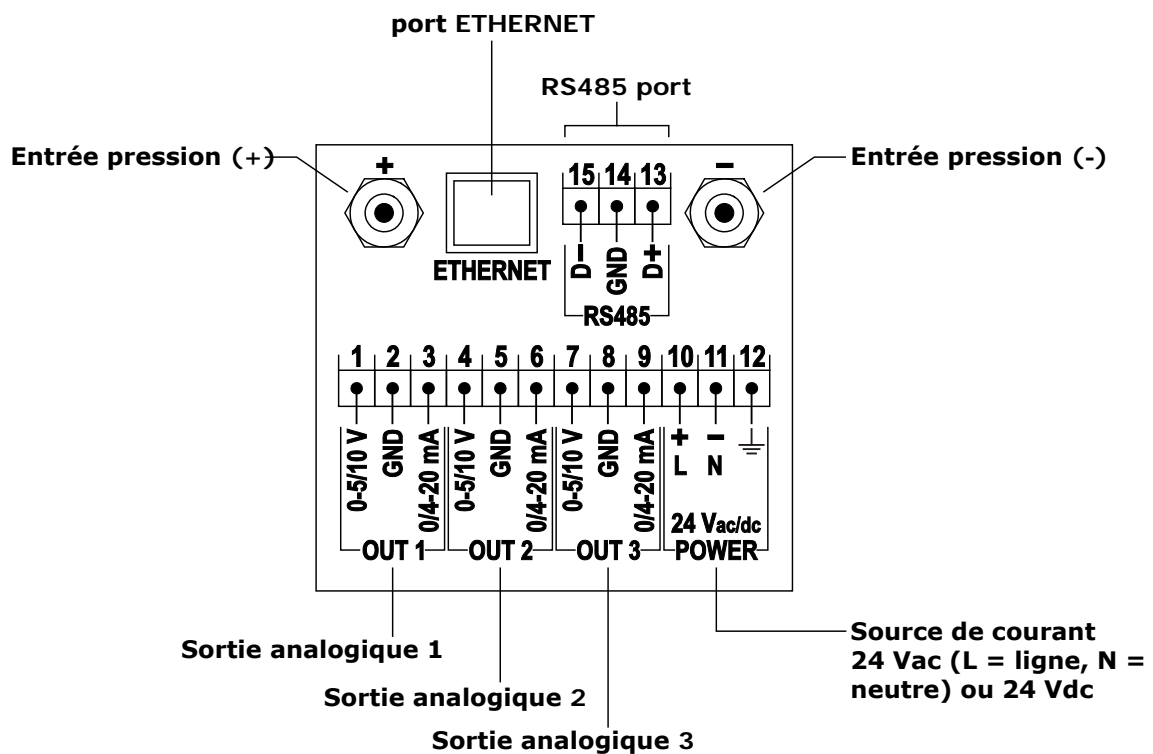 port ETHERNET
RS485 port
Entrée pression (+)
+
-
Entrée pression (-)
15 14 13
ETHERNET
D- GND D+
RS485
1 2 3 4 5 6 7 8 9 10 11 12
0-5/10 V GND 0/4-20 mA 0-5/10 V GND 0/4-20 mA 0-5/10 V GND 0/4-20 mA + -
L N
24 Vac/dc
OUT 1 OUT 2 OUT 3 POWER
Sortie analogique 1
Sortie analogique 2
Sortie analogique 3
Source de courant
24 Vac (L = ligne, N =
neutre) ou 24 Vdc